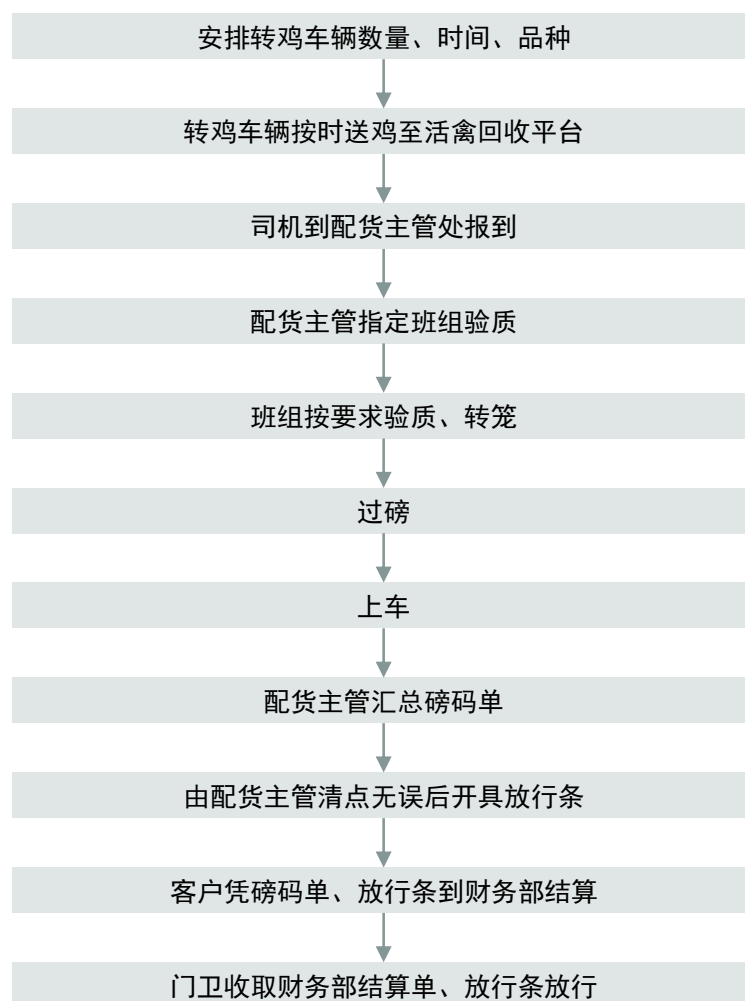 安排转鸡车辆数量、时间、品种
转鸡车辆按时送鸡至活禽回收平台
司机到配货主管处报到
配货主管指定班组验质
班组按要求验质、转笼
过磅
上车
配货主管汇总磅码单
由配货主管清点无误后开具放行条
客户凭磅码单、放行条到财务部结算
门卫收取财务部结算单、放行条放行